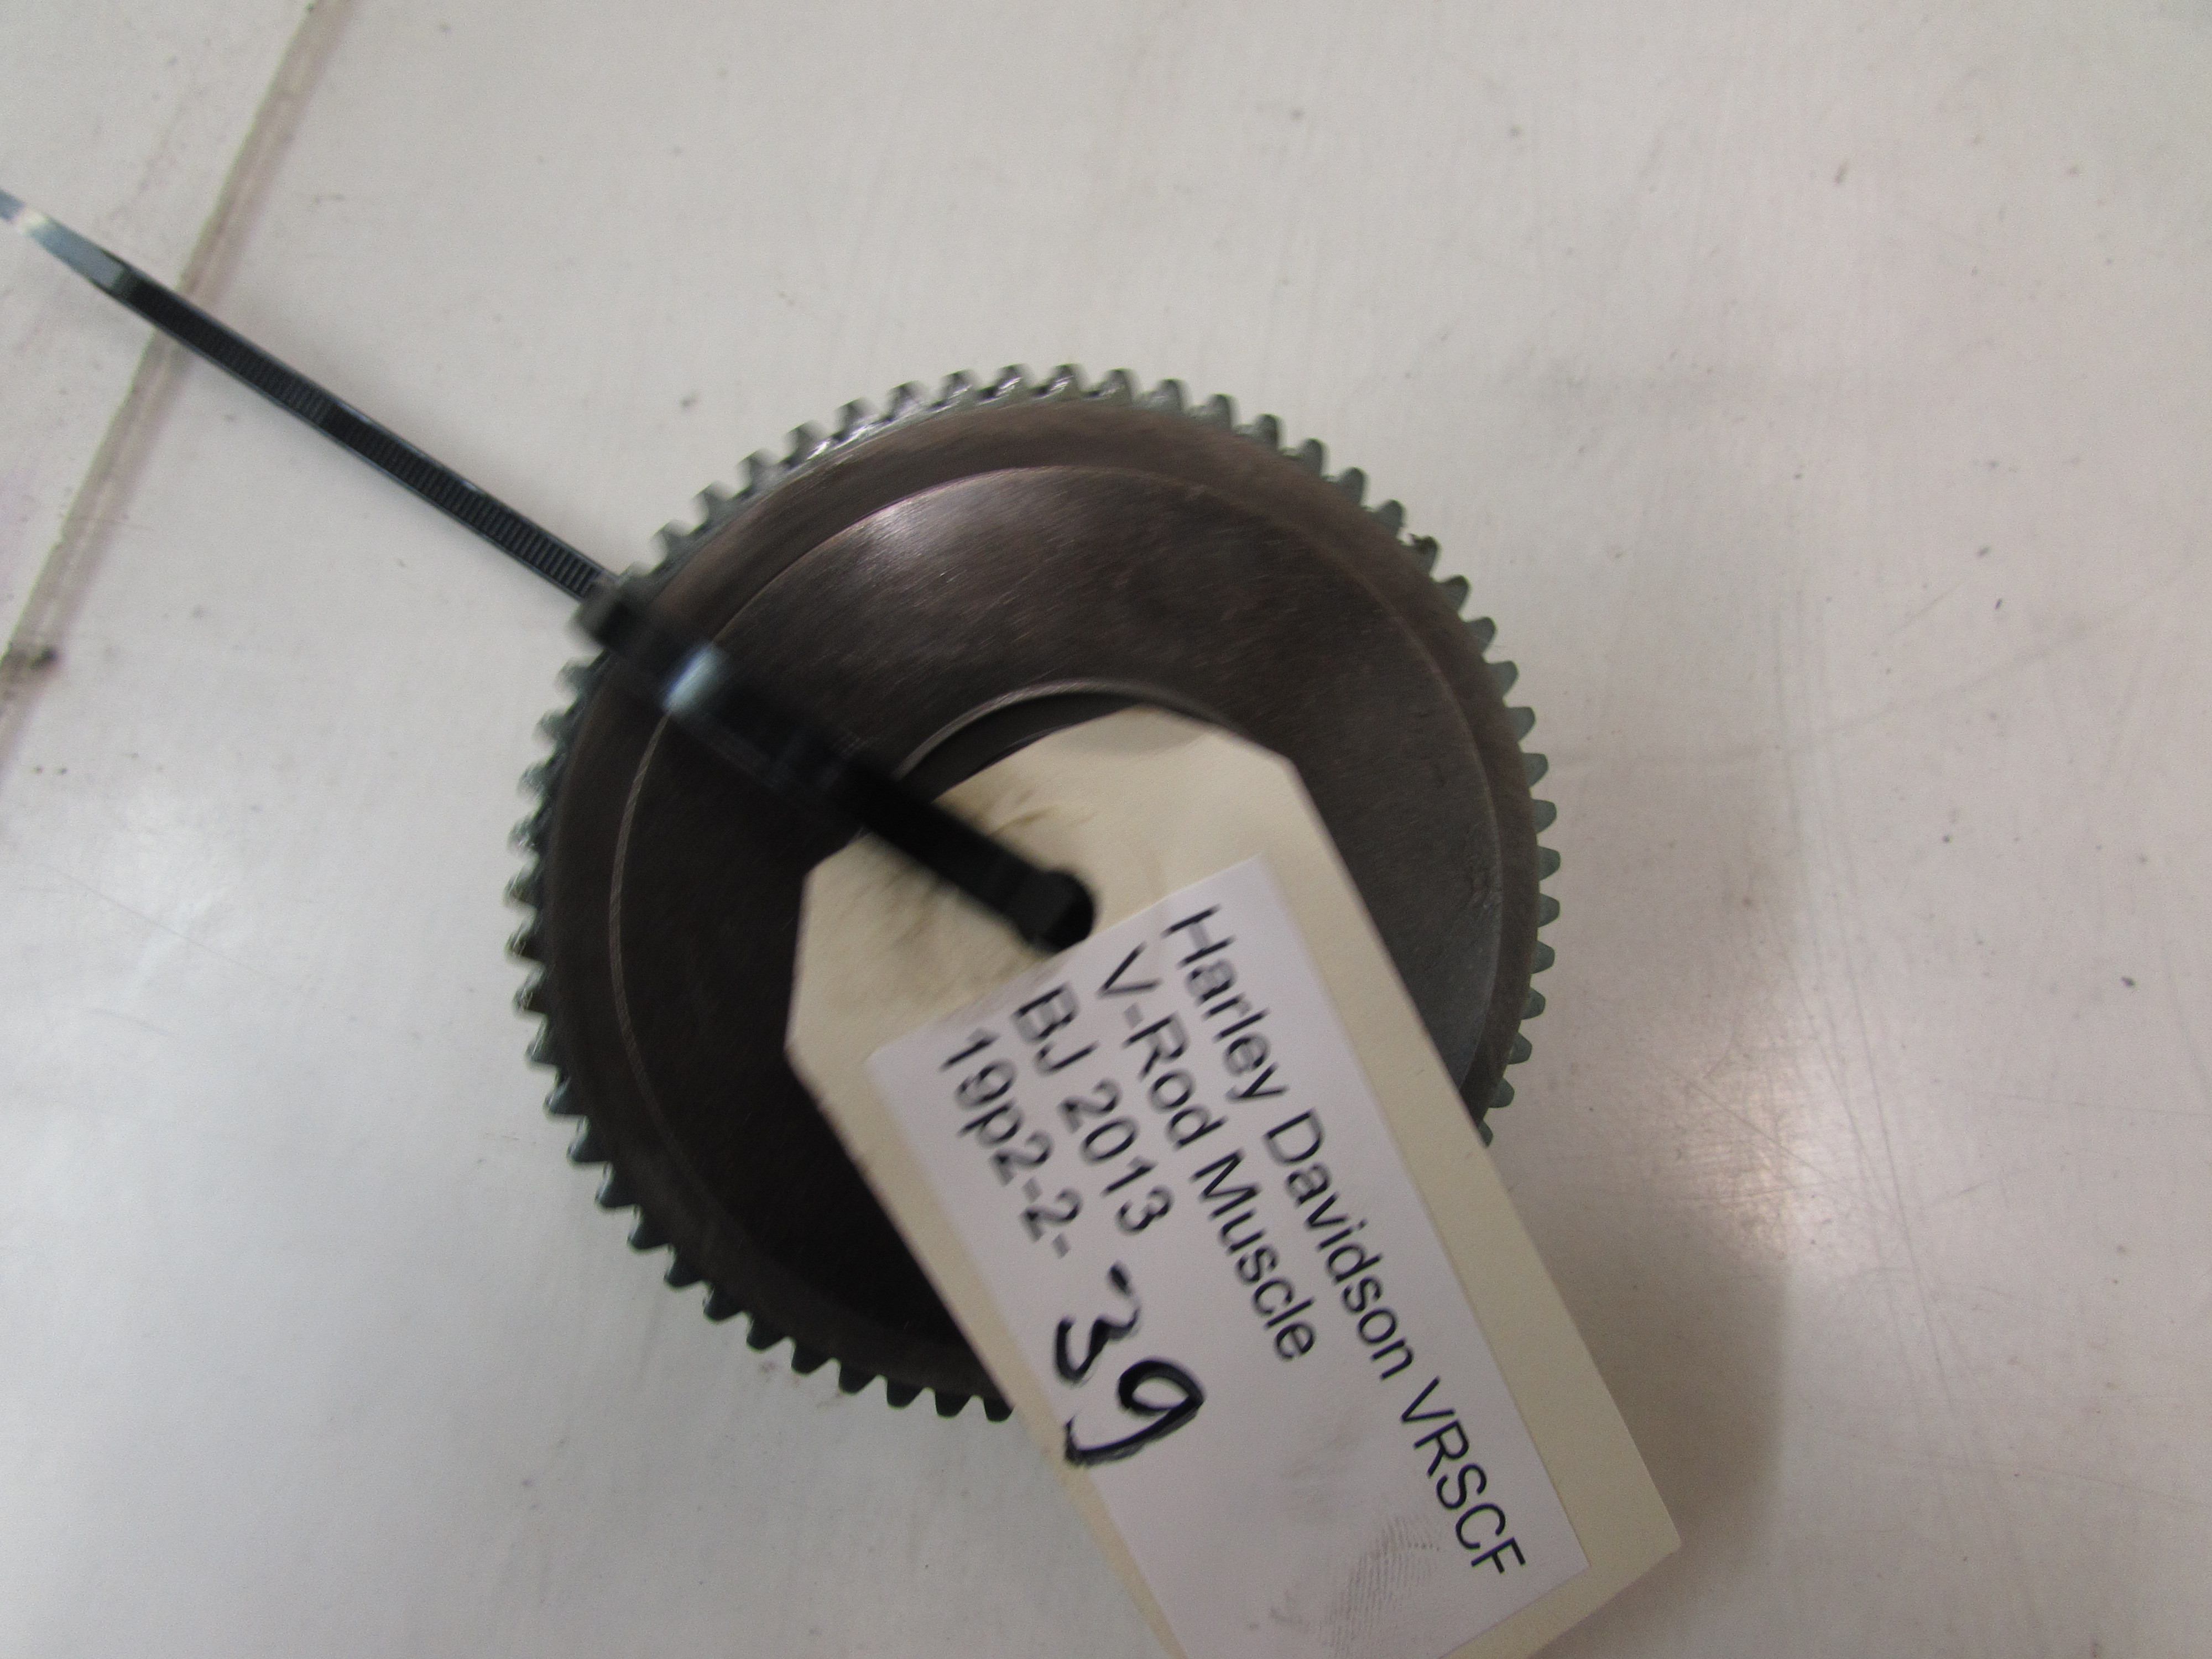 Harley Davidson VRSCF
V-Rod Muscle
BJ 2013
19p2-2- -39